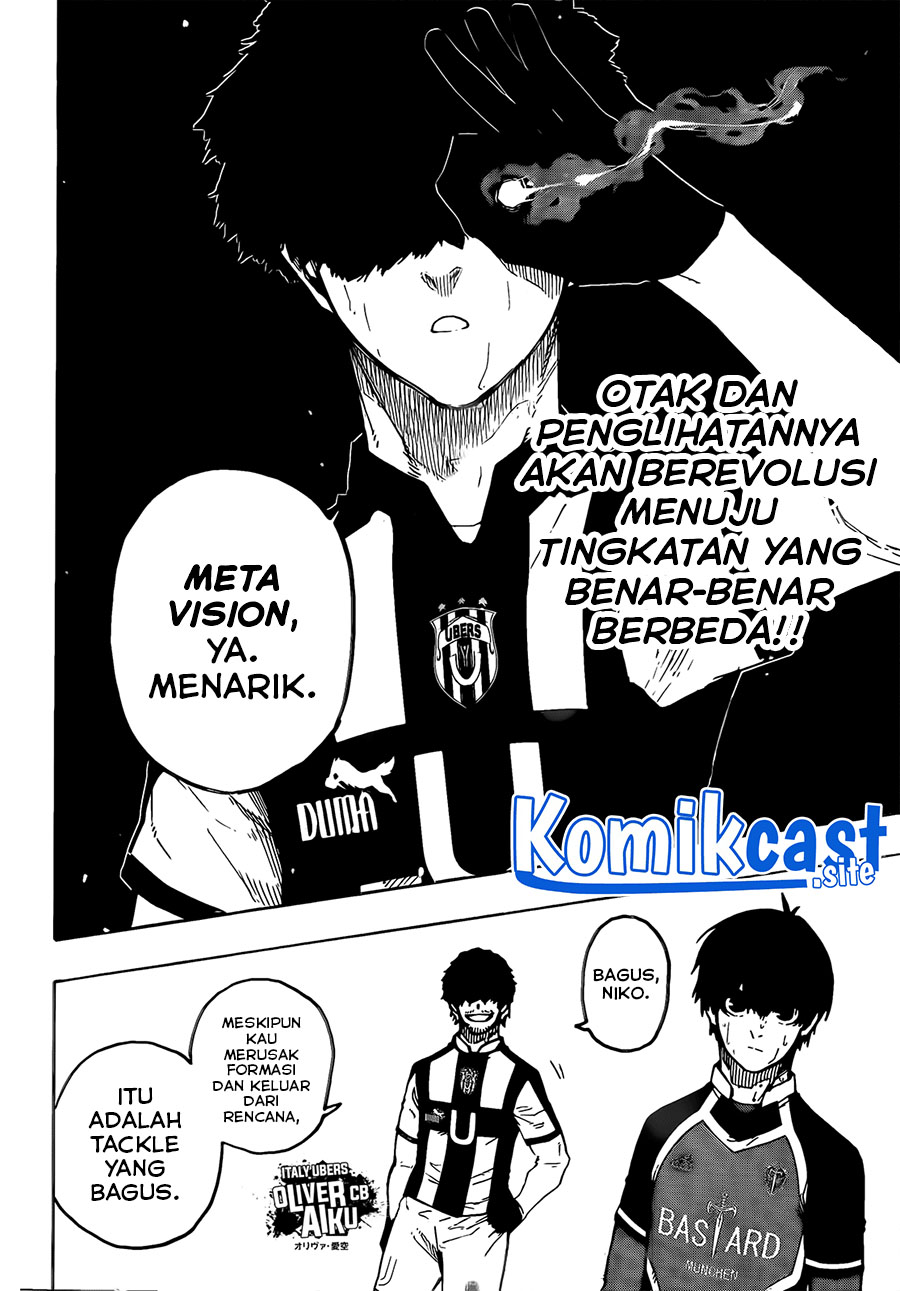 OTAK DAN
PENGLIHATANNYA
AKAN BEREVOLUSI
MENUJU
TINGKATAN YANG
BENAR-BENAR
BERBEDA!!
META
VISION,
YA.
MENARIK.
UBERS
U
DUMA
U
Komikcast
.site
BAGUS,
NIKO.
MESKIPUN
KAU
MERUSAK
FORMASI
DAN KELUAR
DARI
RENCANA,
ITU
ADALAH
TACKLE
YANG
BAGUS.
ITALY UBERS
OLIVER CB
AIKU
オリヴァ・愛空
DUMA
U
BASTARD
MÜNCHEN